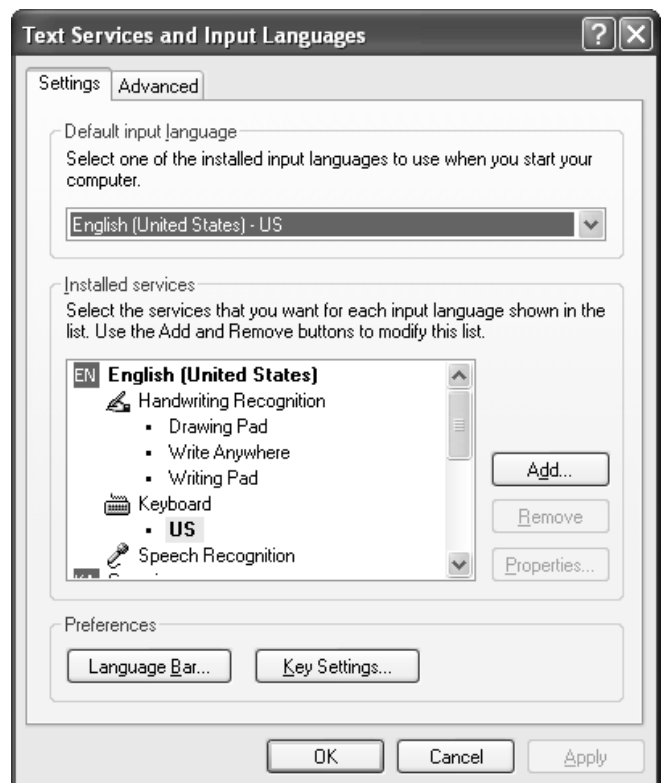 Text Services and Input Languages
Settings
Advanced
Default input language
Select one of the installed input languages to use when you start your
computer.
English (United States) - US
Installed services
Select the services that you want for each input language shown in the
list. Use the Add and Remove buttons to modify this list.
EN English (United States)
Handwriting Recognition
▪ Drawing Pad
▪ Write Anywhere
▪ Writing Pad
Keyboard
▪ US
Speech Recognition
Add...
Remove
Properties...
Preferences
Language Bar...
Key Settings...
OK
Cancel
Apply